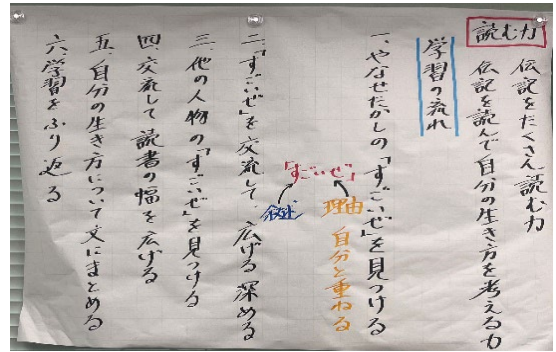 読む力
伝記をたくさん読む力
伝記を読んで自分の生き方を考える力
学習の流れ
一、やなせたかしの「すごいぜ」を見つける
「すごいぜ」
理由 自分と重ねる
叙述
二、「すごいぜ」を交流して、広げる 深める
三、他の人物の「すごいぜ」を見つける
四、交流して読書の幅を広げる
五、自分の生き方について文にまとめる
六、学習をふり返る